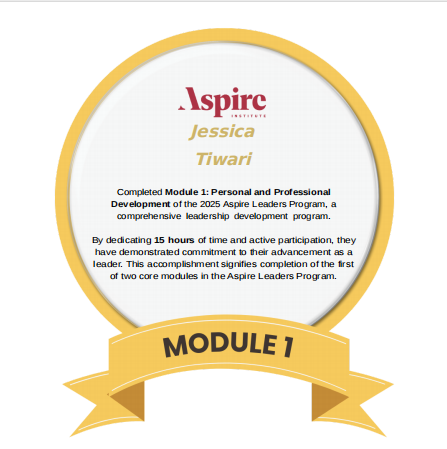 Aspire
INSTITUTE
Jessica
Tiwari
Completed Module 1: Personal and Professional
Development of the 2025 Aspire Leaders Program, a
comprehensive leadership development program.
By dedicating 15 hours of time and active participation, they
have demonstrated commitment to their advancement as a
leader. This accomplishment signifies completion of the first
of two core modules in the Aspire Leaders Program.
MODULE 1